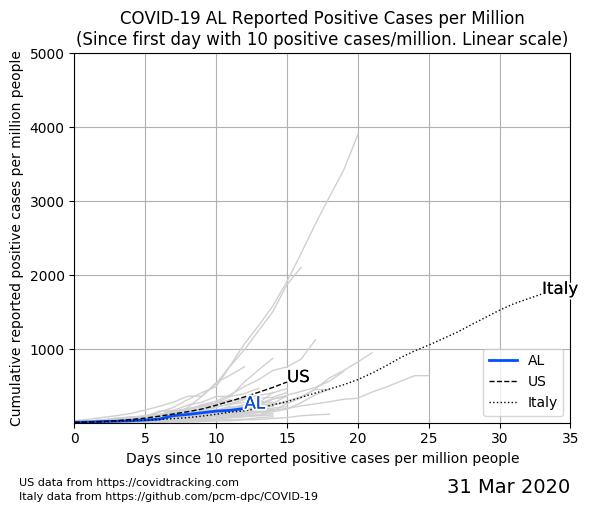 COVID-19 AL Reported Positive Cases per Million
(Since first day with 10 positive cases/million. Linear scale)
Cumulative reported positive cases per million people
5000
4000
3000
2000
1000
Italy
US
AL
AL
US
Italy
0 5 10 15 20 25 30 35
Days since 10 reported positive cases per million people
US data from https://covidtracking.com
Italy data from https://github.com/pcm-dpc/COVID-19
31 Mar 2020